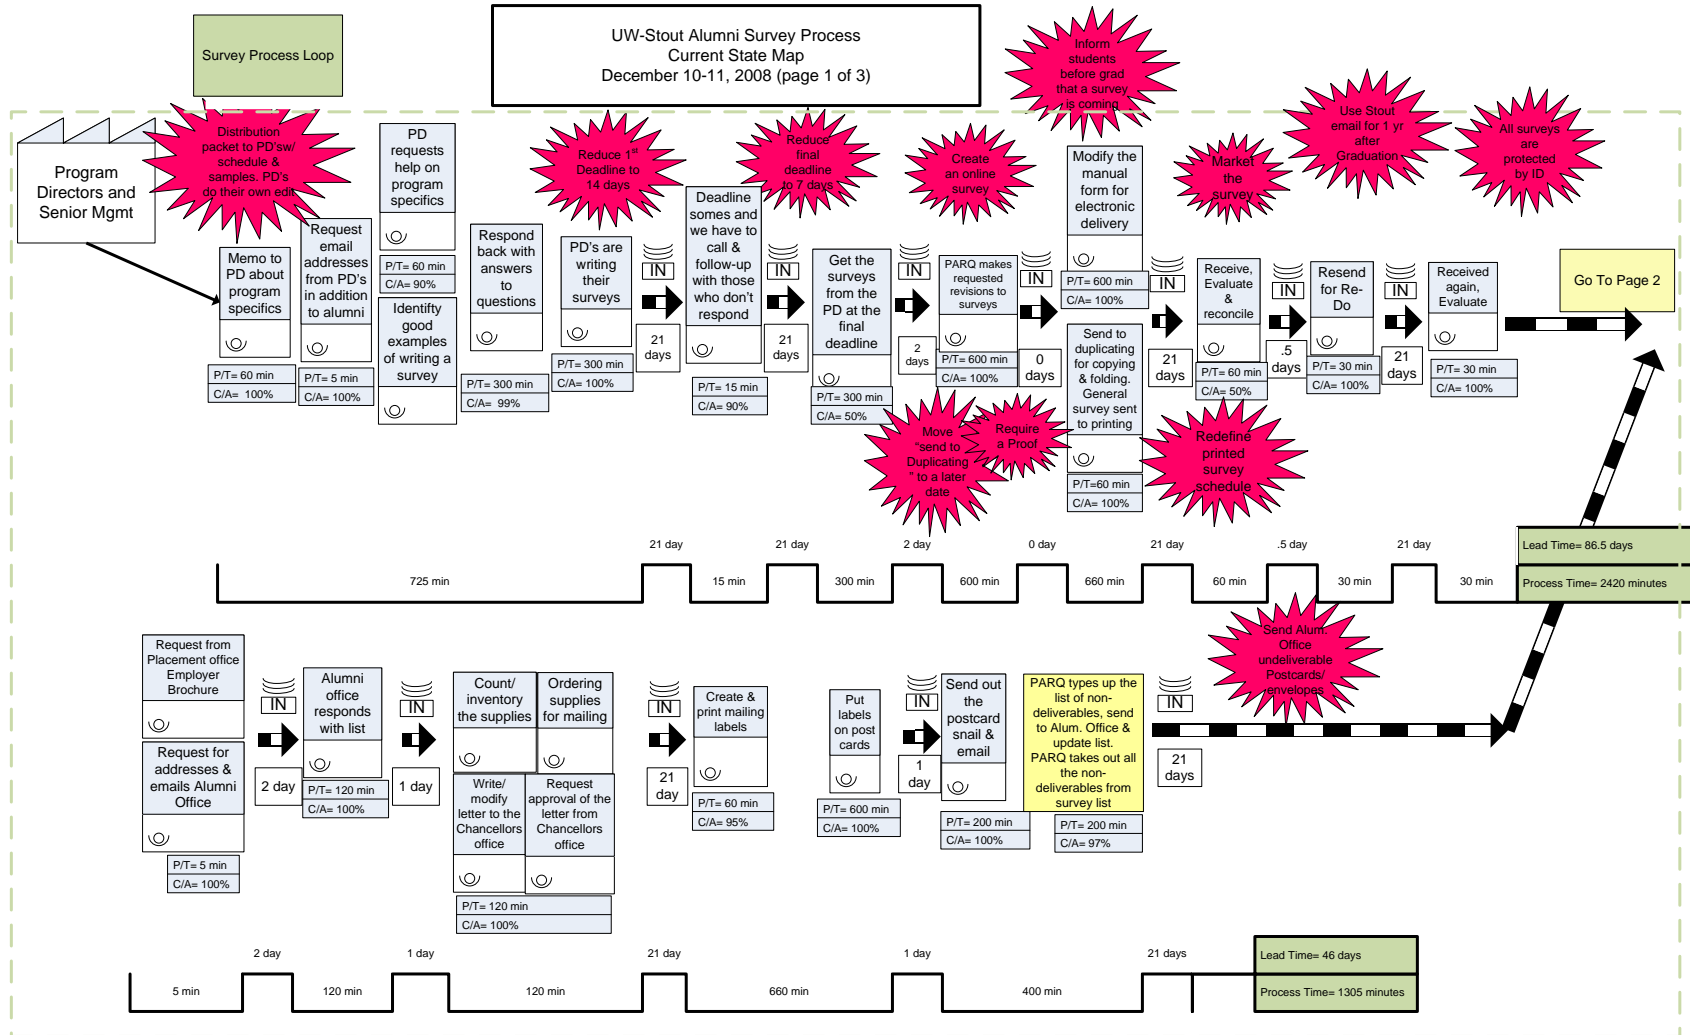 Survey Process Loop
UW-Stout Alumni Survey Process
Current State Map
December 10-11, 2008 (page 1 of 3)
Inform
students
before grad
that a survey
is coming
Program
Directors and
Senior Mgmt
Distribution
packet to PD'sw/
schedule &
samples. PD's
do their own edit
PD
requests
help on
program
specifics
P/T= 60 min
C/A= 90%
Reduce 1st
Deadline to
14 days
Reduce
final
deadline
to 7 days
Create
an online
survey
Modify the
manual
form for
electronic
delivery
P/T= 600 min
C/A= 100%
Market
the
survey
Use Stout
email for 1 yr
after
Graduation
All surveys
are
protected
by ID
Memo to
PD about
program
specifics
P/T= 60 min
C/A= 100%
Request
email
addresses
from PD's
in addition
to alumni
P/T= 5 min
C/A= 100%
Identifty
good
examples
of writing a
survey
Respond
back with
answers
to
questions
P/T= 300 min
C/A= 99%
PD's are
writing
their
surveys
P/T= 300 min
C/A= 100%
IN
21
days
Deadline
somes and
we have to
call &
follow-up
with those
who don't
respond
P/T= 15 min
C/A= 90%
IN
21
days
Get the
surveys
from the
PD at the
final
deadline
P/T= 300 min
C/A= 50%
IN
2
days
PARQ makes
requested
revisions to
surveys
P/T= 600 min
C/A= 100%
IN
0
days
Send to
duplicating
for copying
& folding.
General
survey sent
to printing
P/T=60 min
C/A= 100%
IN
21
days
Receive,
Evaluate
&
reconcile
P/T= 60 min
C/A= 50%
IN
.5
days
Resend
for Re-
Do
P/T= 30 min
C/A= 100%
IN
21
days
Received
again,
Evaluate
P/T= 30 min
C/A= 100%
Go To Page 2
Move
"send to
Duplicating
" to a later
date
Require
a Proof
Redefine
printed
survey
schedule
21 day
21 day
2 day
0 day
21 day
.5 day
21 day
Lead Time= 86.5 days
725 min
15 min
300 min
600 min
660 min
60 min
30 min
30 min
Process Time= 2420 minutes
Send Alum.
Office
undeliverable
Postcards/
envelopes
Request from
Placement office
Employer
Brochure
Request for
addresses &
emails Alumni
Office
P/T= 5 min
C/A= 100%
IN
2 day
Alumni
office
responds
with list
P/T= 120 min
C/A= 100%
IN
1 day
Count/
inventory
the supplies
Ordering
supplies
for mailing
Write/
modify
letter to the
Chancellors
office
Request
approval of the
letter from
Chancellors
office
P/T= 120 min
C/A= 100%
IN
21
day
Create &
print mailing
labels
P/T= 60 min
C/A= 95%
Put
labels
on post
cards
P/T= 600 min
C/A= 100%
IN
1
day
Send out
the
postcard
snail &
email
P/T= 200 min
C/A= 100%
PARQ types up the
list of non-
deliverables, send
to Alum. Office &
update list.
PARQ takes out all
the non-
deliverables from
survey list
P/T= 200 min
C/A= 97%
IN
21
days
2 day
1 day
21 day
1 day
21 days
Lead Time= 46 days
5 min
120 min
120 min
660 min
400 min
Process Time= 1305 minutes